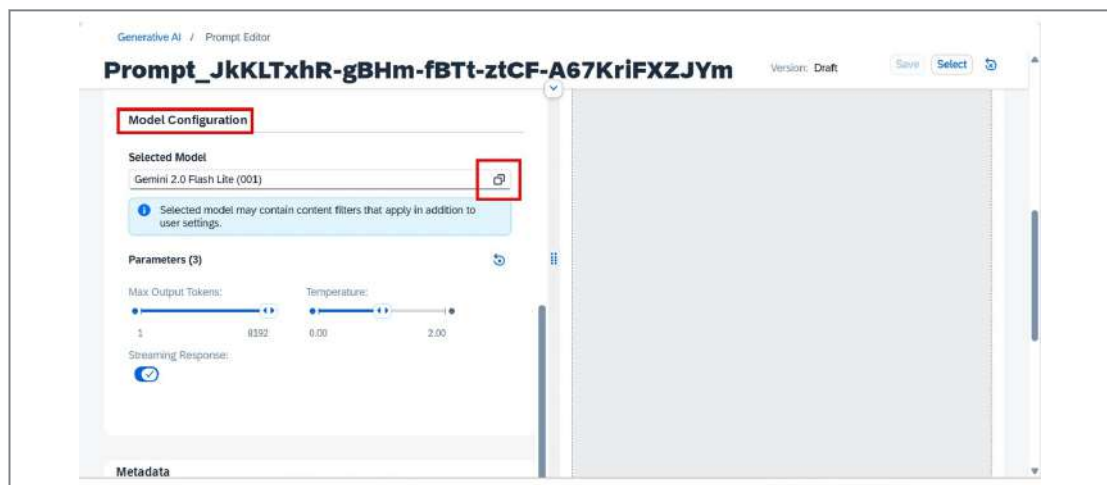 Generative AI / Prompt Editor
Prompt_JkKLTxhR-gBHm-fBTt-ztCF-A67KriFXZJYm
Version: Draft
Save Select
Model Configuration
Selected Model
Gemini 2.0 Flash Lite (001)
Selected model may contain content filters that apply in addition to
user settings.
Parameters (3)
Max Output Tokens: Temperature:
1 8192 0.00 2.00
Streaming Response:
Metadata